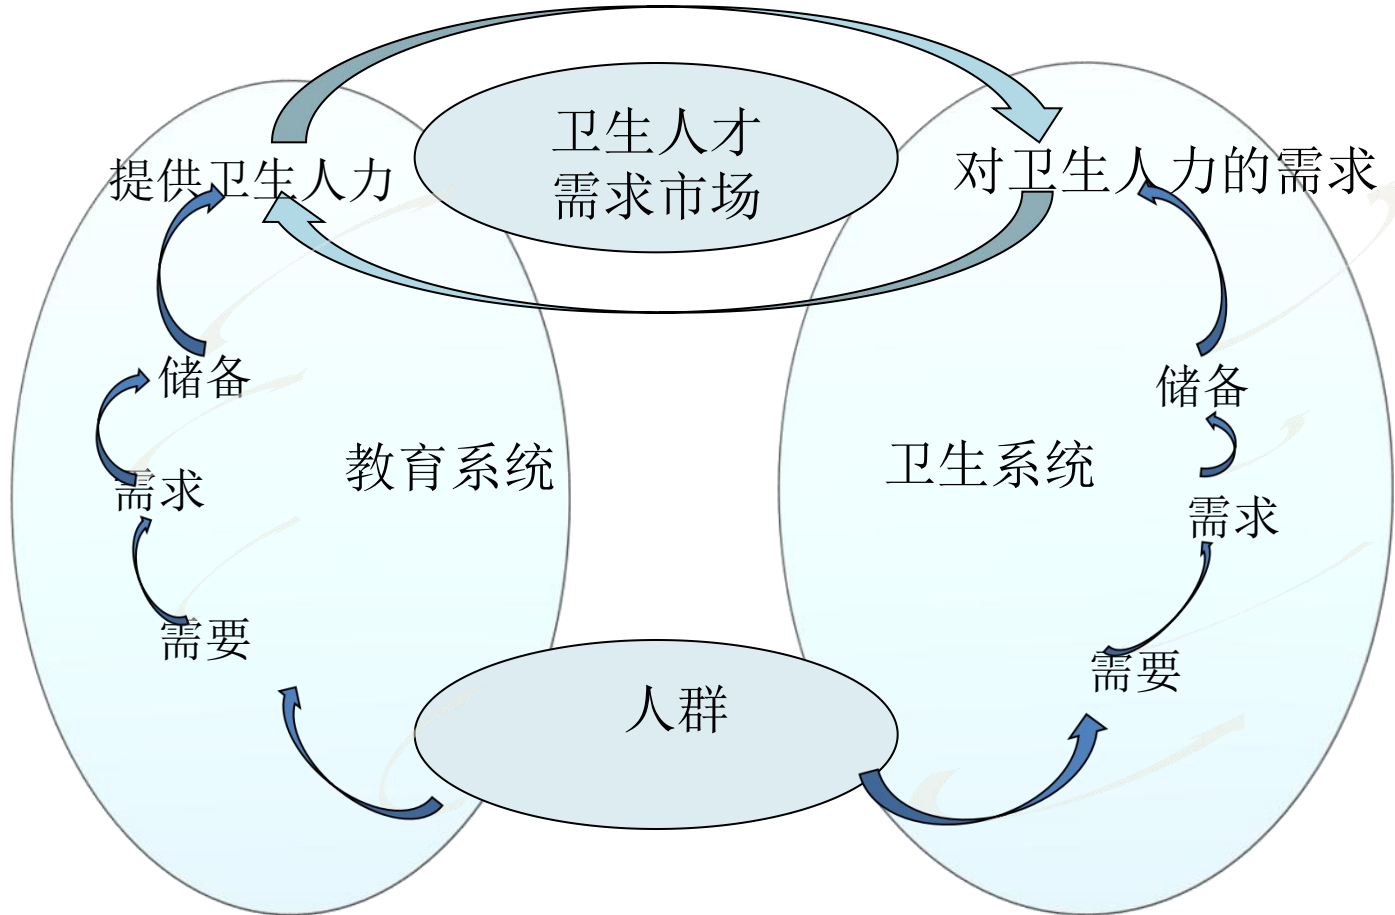 卫生人才
需求市场
提供卫生人力
对卫生人力的需求
储备
储备
教育系统
卫生系统
需求
需求
需要
需要
人群